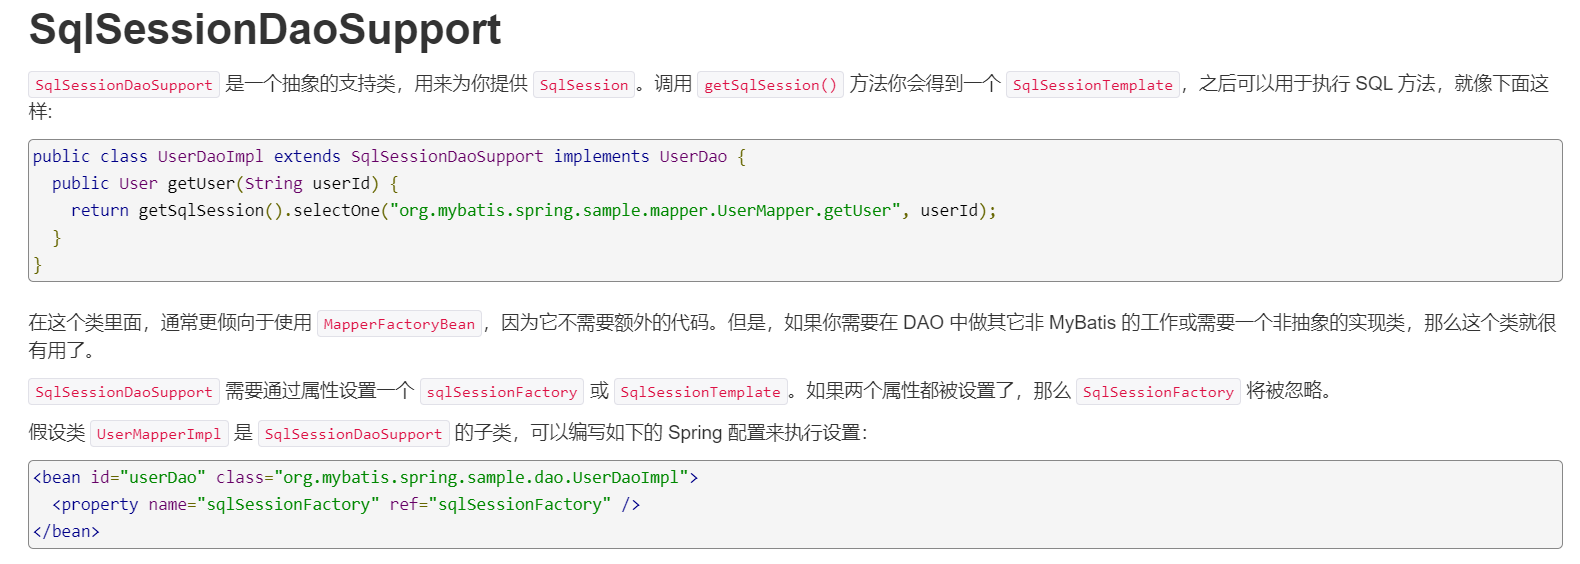 SqlSessionDaoSupport
SqlSessionDaoSupport 是一个抽象的支持类，用来为你提供 SqlSession。调用 getSqlSession() 方法你会得到一个 SqlSessionTemplate，之后可以用于执行 SQL 方法，就像下面这
样:
public class UserDaoImpl extends SqlSessionDaoSupport implements UserDao {
  public User getUser(String userId) {
    return getSqlSession().selectOne("org.mybatis.spring.sample.mapper.UserMapper.getUser", userId);
  }
}
在这个类里面，通常更倾向于使用 MapperFactoryBean，因为它不需要额外的代码。但是，如果你需要在 DAO 中做其它非 MyBatis 的工作或需要一个非抽象的实现类，那么这个类就很
有用了。
SqlSessionDaoSupport 需要通过属性设置一个 sqlSessionFactory 或 SqlSessionTemplate。如果两个属性都被设置了，那么 SqlSessionFactory 将被忽略。
假设类 UserMapperImpl 是 SqlSessionDaoSupport 的子类，可以编写如下的 Spring 配置来执行设置：
<bean id="userDao" class="org.mybatis.spring.sample.dao.UserDaoImpl">
  <property name="sqlSessionFactory" ref="sqlSessionFactory" />
</bean>